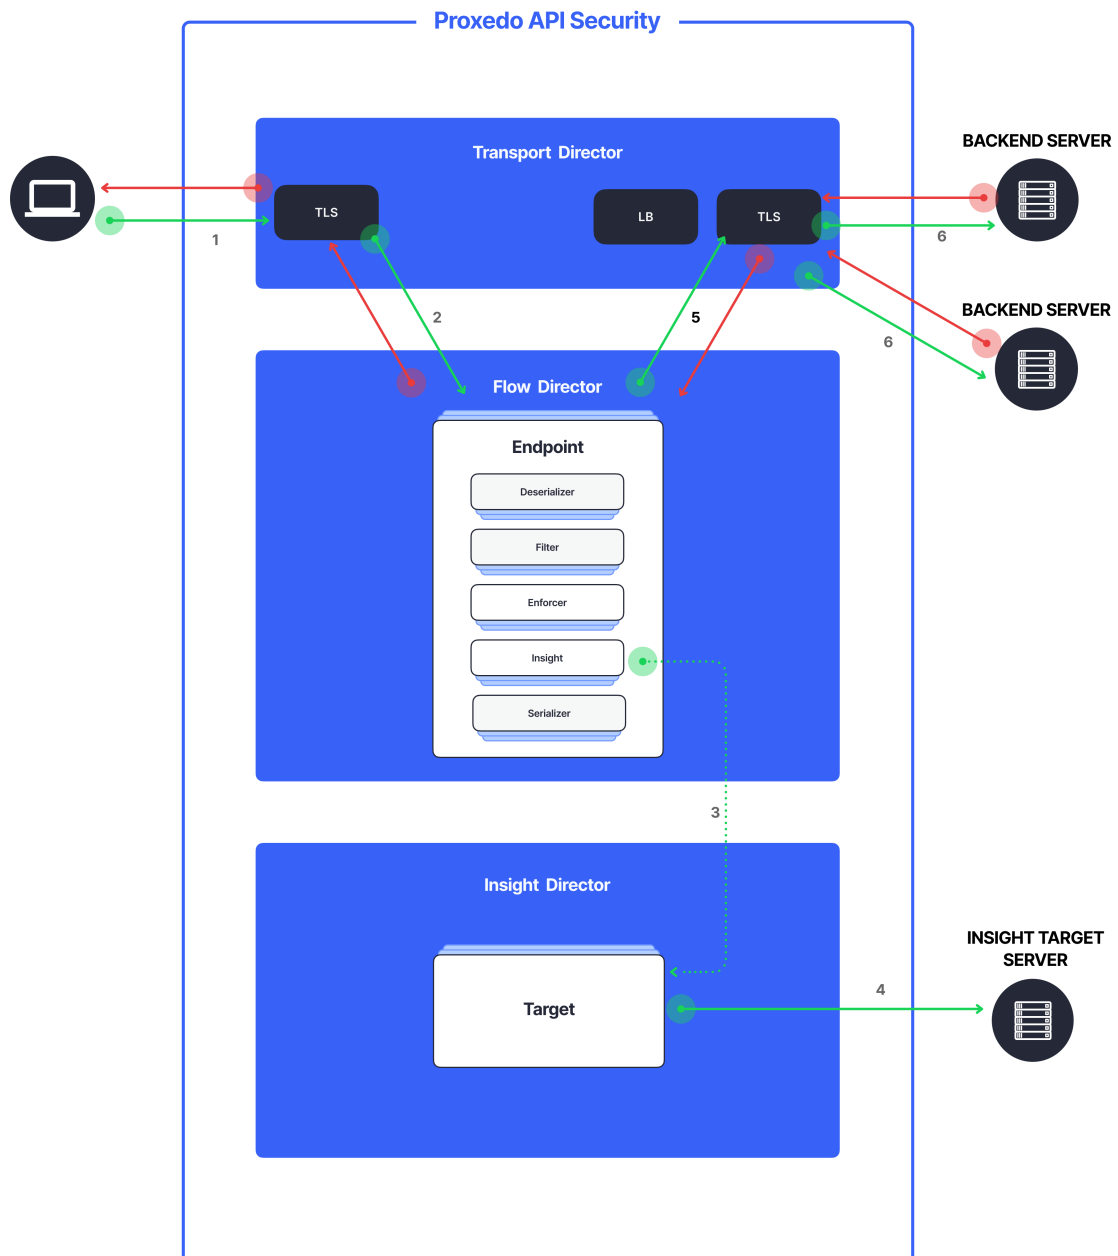 Proxedo API Security
Transport Director
BACKEND SERVER
TLS
LB
TLS
1
6
2
5
BACKEND SERVER
6
Flow Director
Endpoint
Deserializer
Filter
Enforcer
Insight
Serializer
3
Insight Director
INSIGHT TARGET
SERVER
4
Target